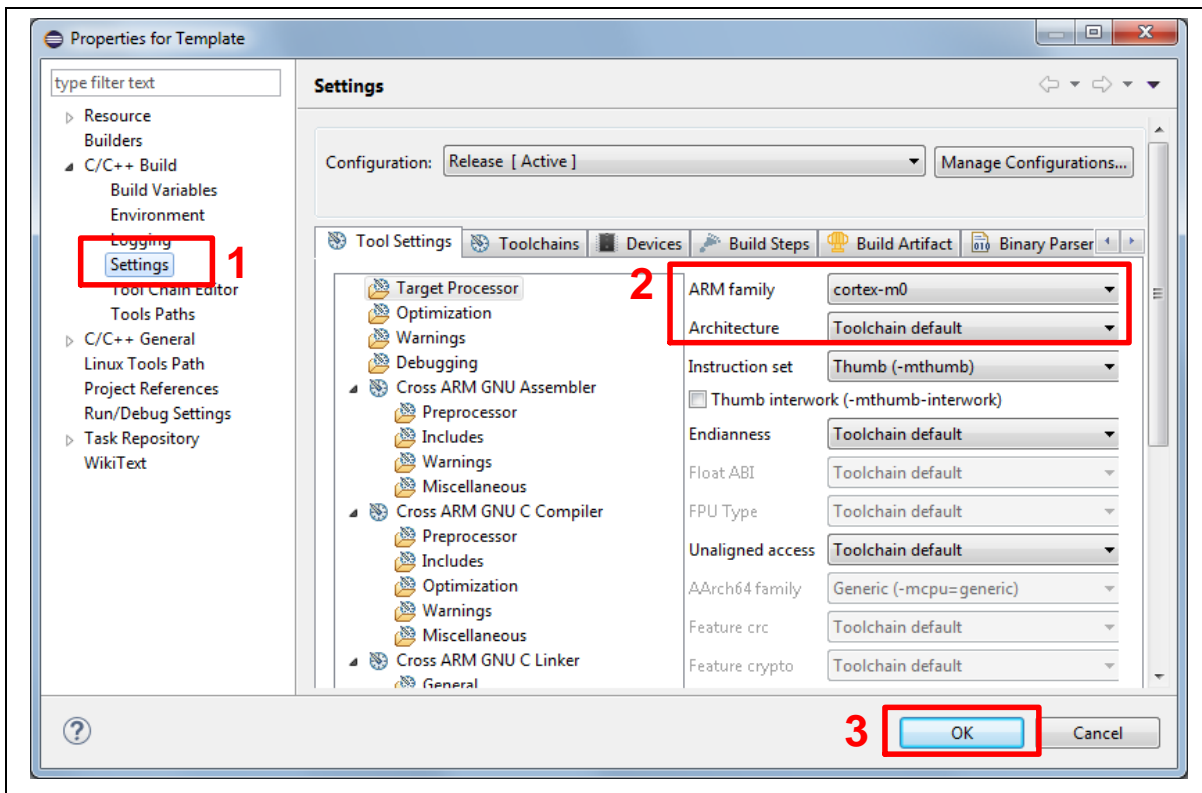 Properties for Template
type filter text
Resource
Builders
C/C++ Build
Build Variables
Environment
Logging
Settings
1
Tool Chain Editor
Tools Paths
C/C++ General
Linux Tools Path
Project References
Run/Debug Settings
Task Repository
WikiText
Settings
Configuration: Release [ Active ] Manage Configurations...
Tool Settings Toolchains Devices Build Steps Build Artifact Binary Parser
Target Processor
Optimization
Warnings
Debugging
Cross ARM GNU Assembler
Preprocessor
Includes
Warnings
Miscellaneous
Cross ARM GNU C Compiler
Preprocessor
Includes
Optimization
Warnings
Miscellaneous
Cross ARM GNU C Linker
General
2
ARM family cortex-m0
Architecture Toolchain default
Instruction set Thumb (-mthumb)
Thumb interwork (-mthumb-interwork)
Endianness Toolchain default
Float ABI Toolchain default
FPU Type Toolchain default
Unaligned access Toolchain default
AArch64 family Generic (-mcpu=generic)
Feature crc Toolchain default
Feature crypto Toolchain default
3 OK Cancel